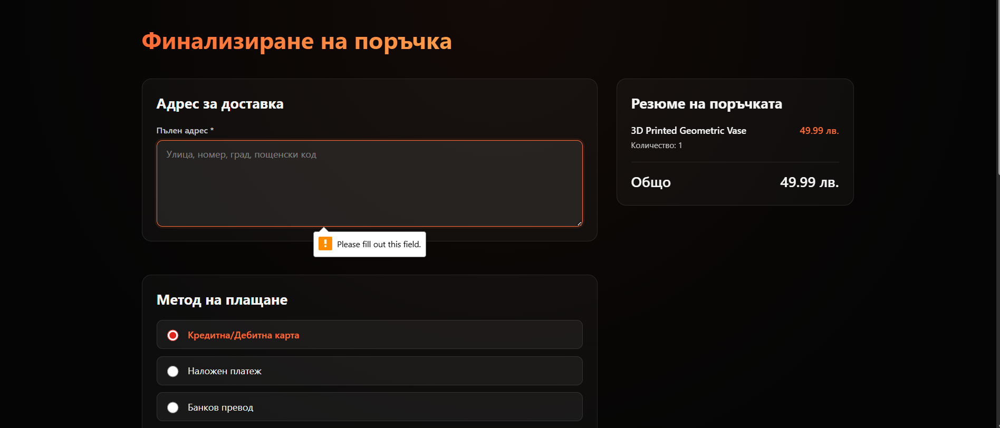 Финализиране на поръчка
Адрес за доставка
Пълен адрес *
Улица, номер, град, пощенски код
Please fill out this field.
Метод на плащане
Кредитна/Дебитна карта
Наложен платеж
Банков превод
Резюме на поръчката
3D Printed Geometric Vase 49.99 лв.
Количество: 1
Общо 49.99 лв.